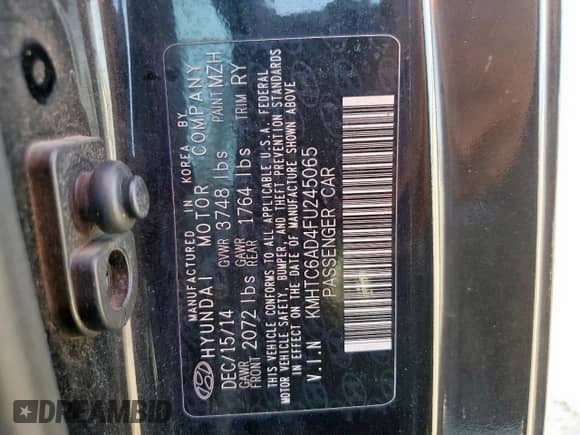 MANUFACTURED IN KOREA BY
HYUNDAI MOTOR COMPANY
DEC/15/14 GVWR 3748 lbs PAINT MZH
GAWR FRONT 2072 lbs GAWR REAR 1764 lbs TRIM RY
THIS VEHICLE CONFORMS TO ALL APPLICABLE U.S.A. FEDERAL
MOTOR VEHICLE SAFETY, BUMPER, AND THEFT PREVENTION STANDARDS
IN EFFECT ON THE DATE OF MANUFACTURE SHOWN ABOVE
V.I.N KMHTC6AD4FU245065
PASSENGER CAR
DREAMBID